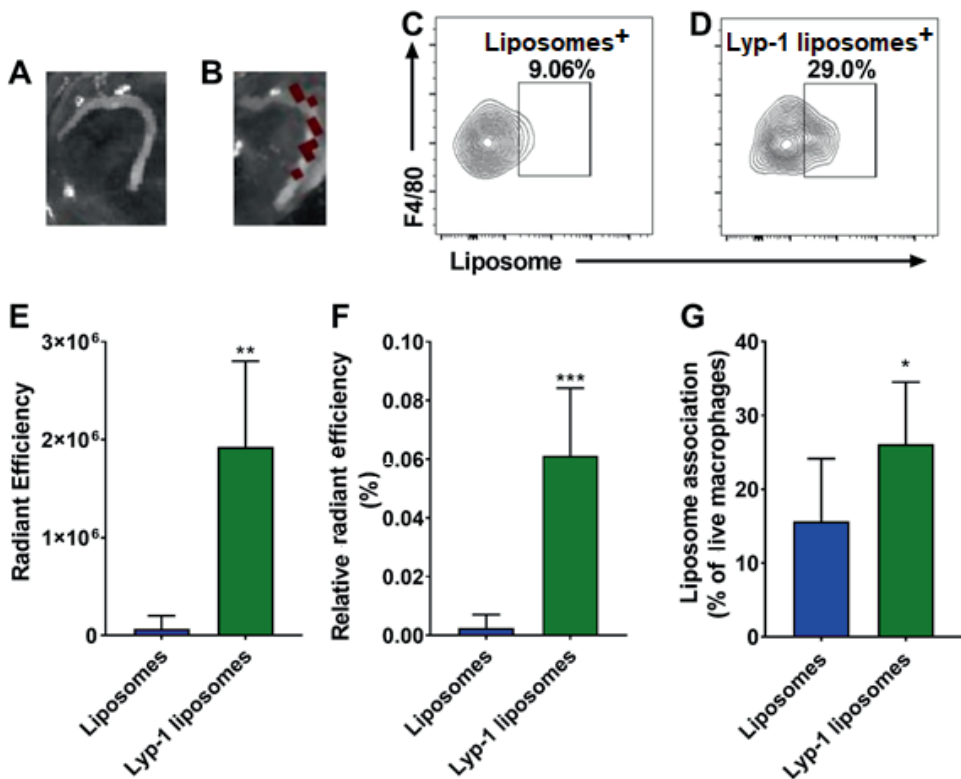 A
B
C
D
Liposomes⁺
9.06%
Lyp-1 liposomes⁺
29.0%
F4/80
Liposome
E
Radiant Efficiency
3×10⁶
2×10⁶
1×10⁶
0
**
Liposomes
Lyp-1 liposomes
F
Relative radiant efficiency
(%)
0.10
0.08
0.06
0.04
0.02
0.00
***
Liposomes
Lyp-1 liposomes
G
Liposome association
(% of live macrophages)
40
30
20
10
0
*
Liposomes
Lyp-1 liposomes